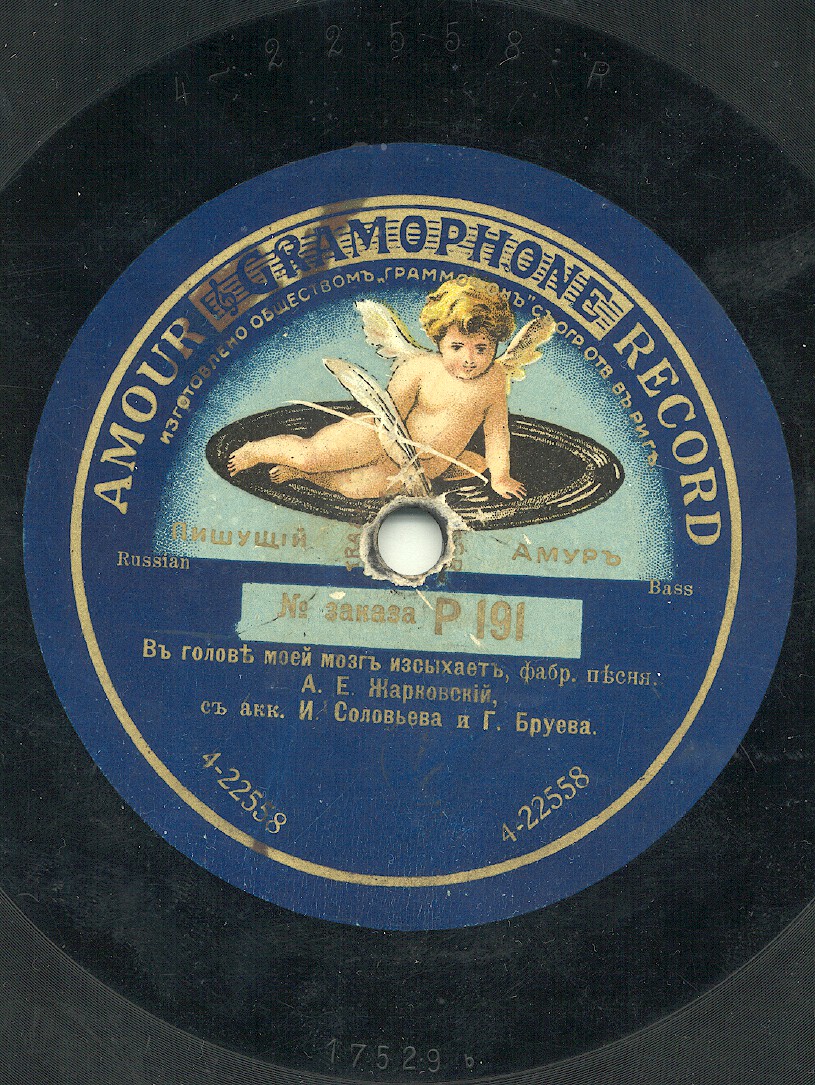 4-22558 R
AMOUR GRAMOPHONE RECORD
ИЗГОТОВЛЕНО ОБЩЕСТВОМЪ „ГРАММОФОНЪ“ СЪ ОГР. ОТВ. ВЪ РИГѢ
ПИШУЩІЙ АМУРЪ
Russian Bass
№ заказа Р 191
Въ головѣ моей мозгъ изсыхаетъ, фабр. пѣсня.
А. Е. Жарковскій,
съ акк. И. Соловьева и Г. Бруева.
4-22558 4-22558
17529 b